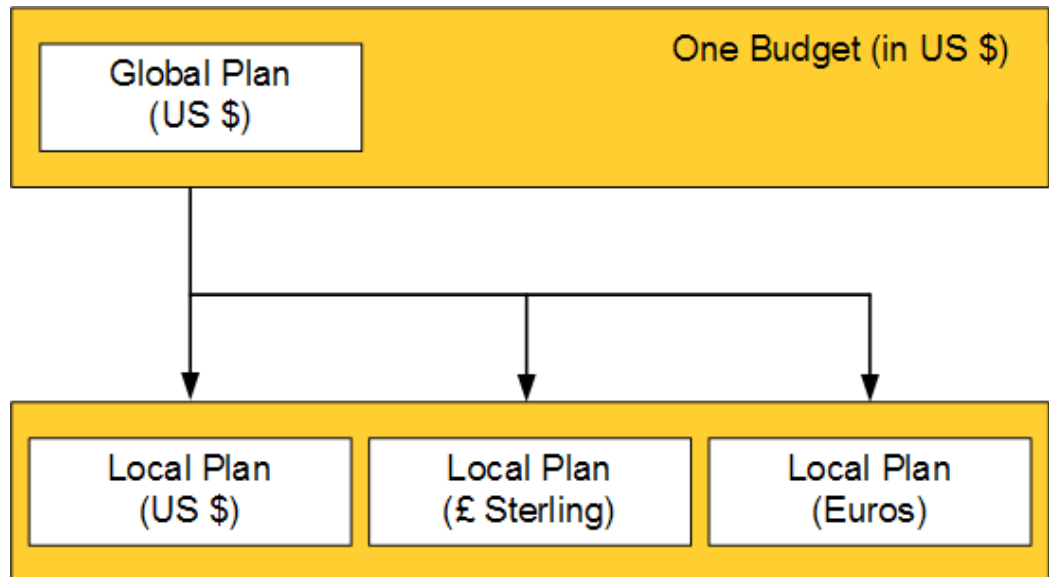 One Budget (in US $)
Global Plan
(US $)
Local Plan
(US $)
Local Plan
(£ Sterling)
Local Plan
(Euros)